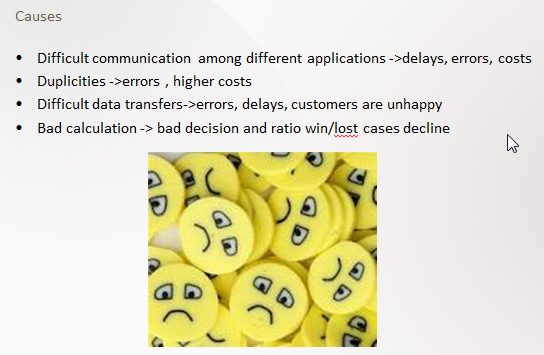 Causes
• Difficult communication among different applications ->delays, errors, costs
• Duplicities ->errors , higher costs
• Difficult data transfers->errors, delays, customers are unhappy
• Bad calculation -> bad decision and ratio win/lost cases decline